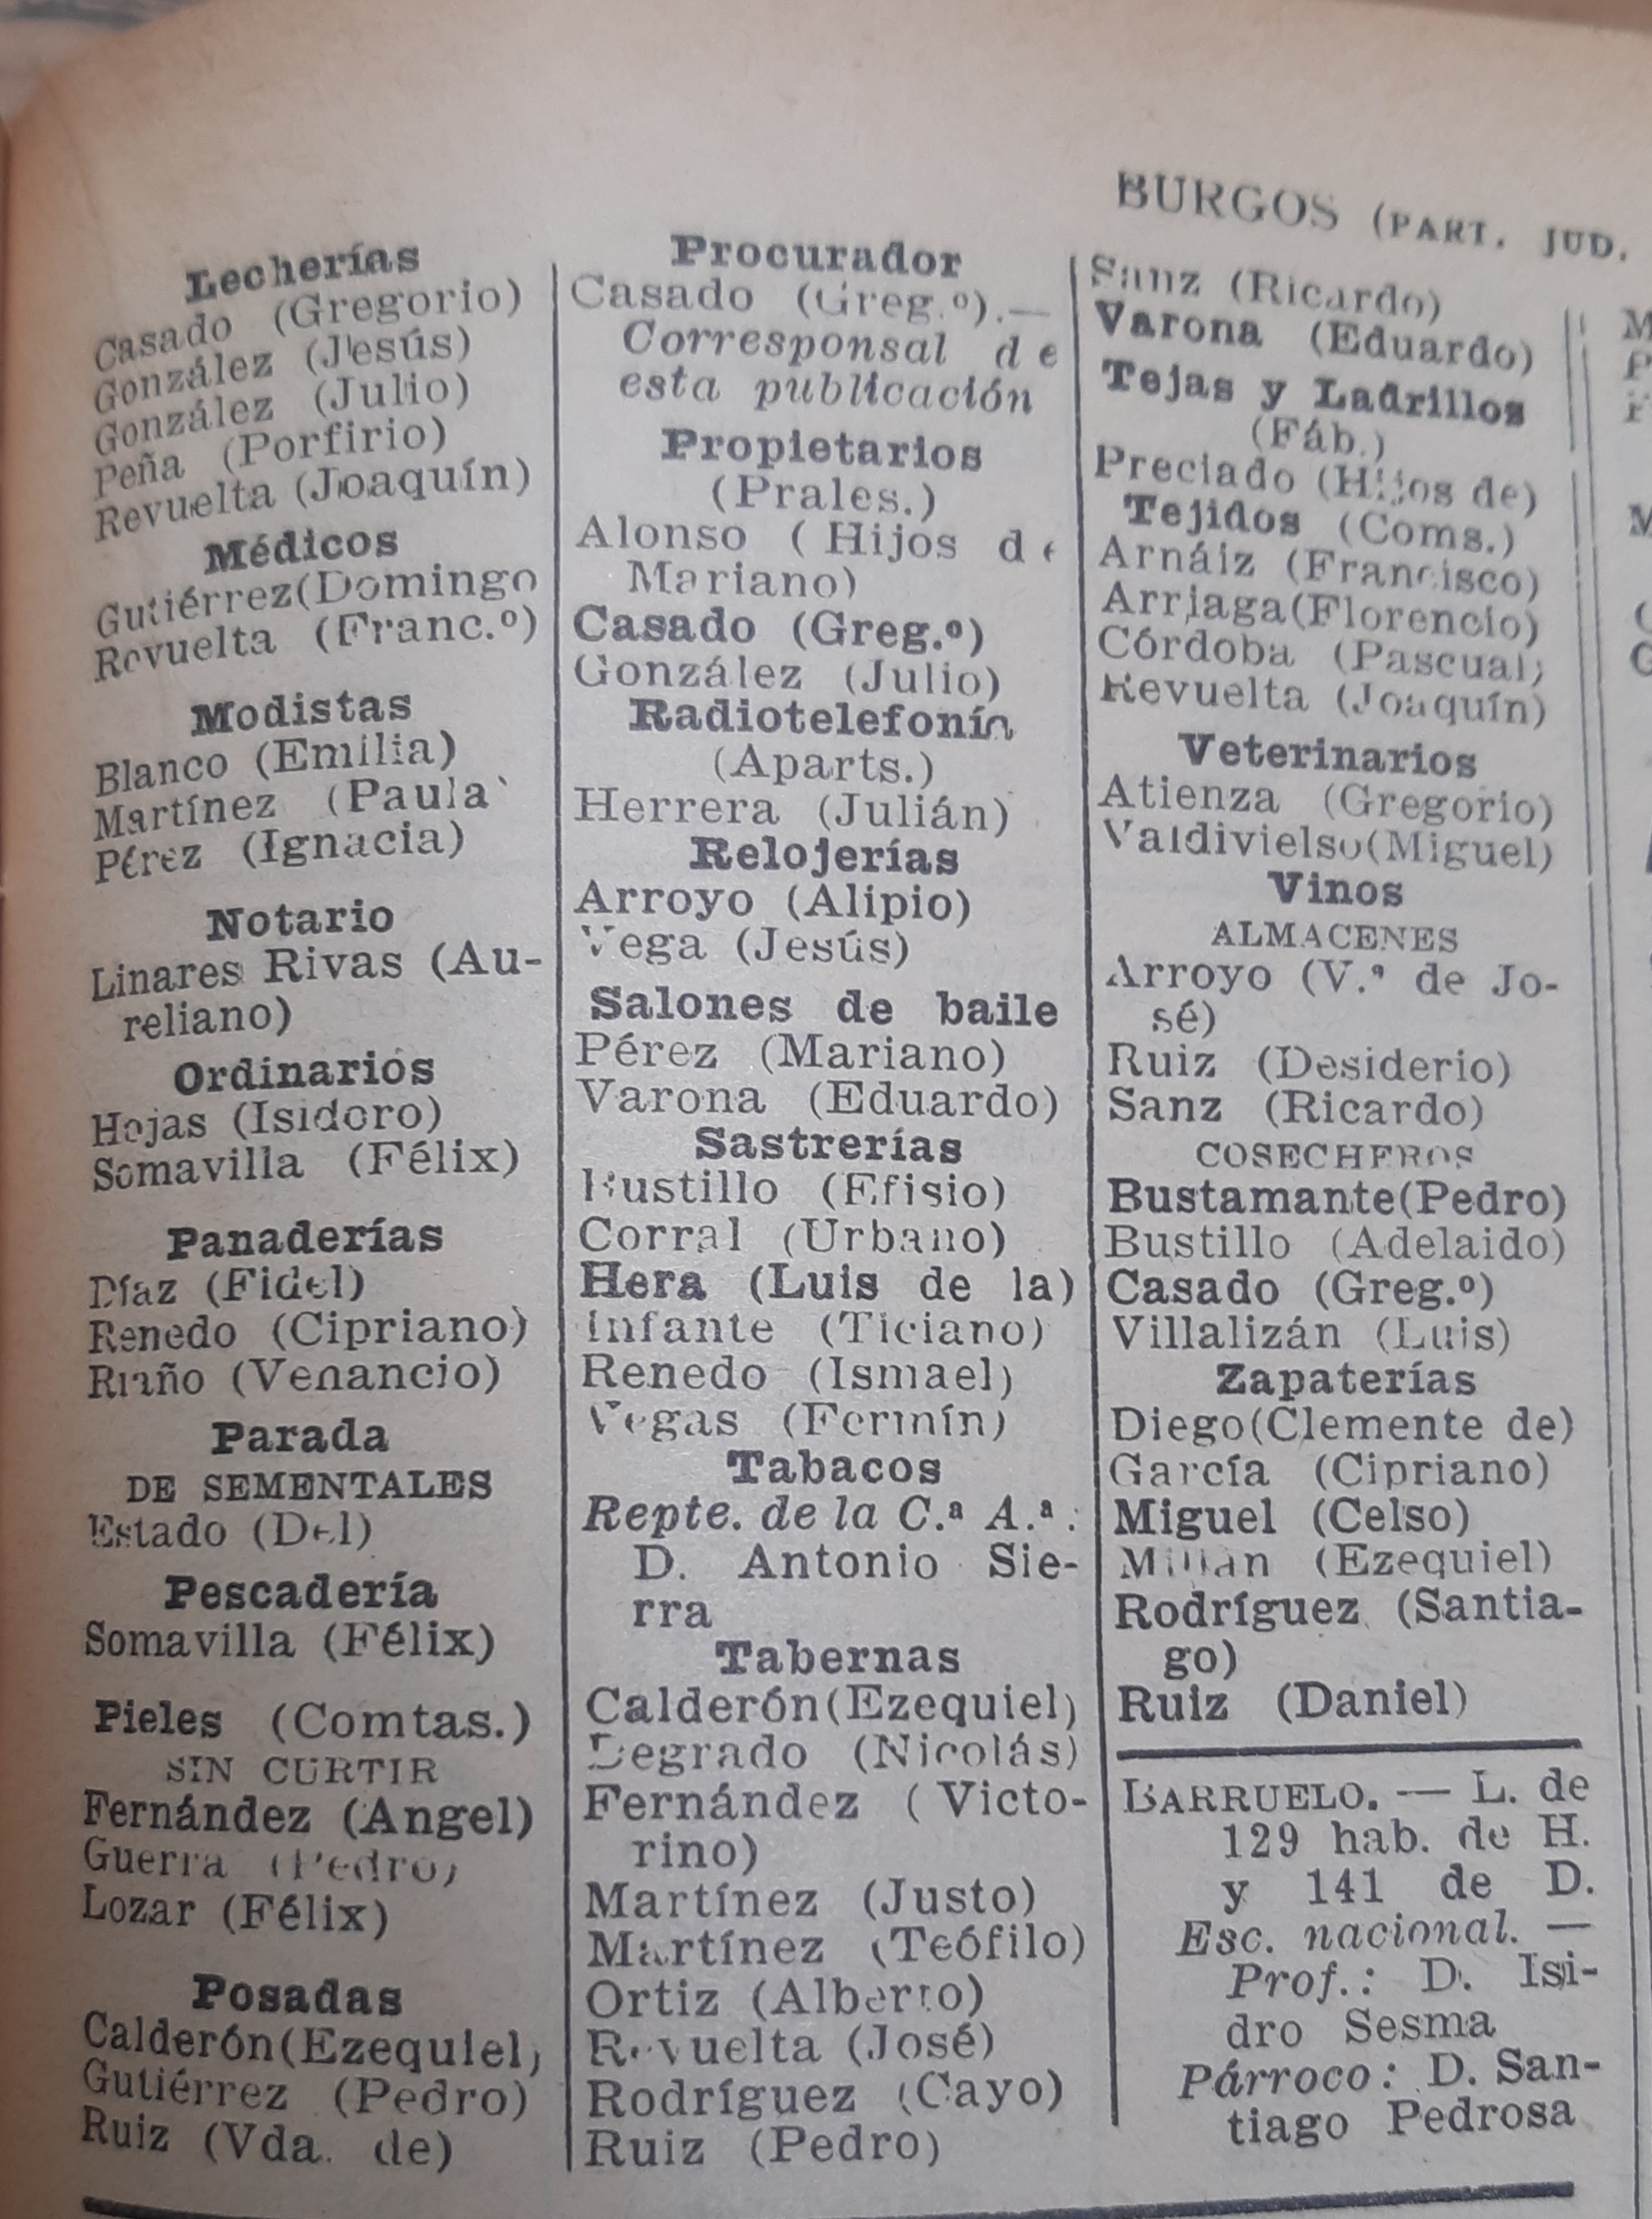 BURGOS (PART. JUD.
Lecherías
Casado (Gregorio)
González (Jesús)
González (Julio)
Peña (Porfirio)
Revuelta (Joaquín)
Médicos
Gutiérrez(Domingo
Revuelta (Franc.º)
Modistas
Blanco (Emilia)
Martínez (Paula
Pérez (Ignacia)
Notario
Linares Rivas (Au-
reliano)
Ordinarios
Hojas (Isidoro)
Somavilla (Félix)
Panaderías
Díaz (Fidel)
Renedo (Cipriano)
Riaño (Venancio)
Parada
DE SEMENTALES
Estado (Del)
Pescadería
Somavilla (Félix)
Pieles (Comtas.)
SIN CURTIR
Fernández (Angel)
Guerra (Pedro)
Lozar (Félix)
Posadas
Calderón(Ezequiel)
Gutiérrez (Pedro)
Ruiz (Vda. de)
Procurador
Casado (Greg.º).—
Corresponsal de
esta publicación
Propietarios
(Prales.)
Alonso (Hijos de
Mariano)
Casado (Greg.º)
González (Julio)
Radiotelefonía
(Aparts.)
Herrera (Julián)
Relojerías
Arroyo (Alipio)
Vega (Jesús)
Salones de baile
Pérez (Mariano)
Varona (Eduardo)
Sastrerías
Bustillo (Efisio)
Corral (Urbano)
Hera (Luis de la)
Infante (Ticiano)
Renedo (Ismael)
Vegas (Fermín)
Tabacos
Repte. de la C.ª A.ª:
D. Antonio Sie-
rra
Tabernas
Calderón(Ezequiel)
Degrado (Nicolás)
Fernández (Victo-
rino)
Martínez (Justo)
Martínez (Teófilo)
Ortiz (Alberto)
Revuelta (José)
Rodríguez (Cayo)
Ruiz (Pedro)
Sanz (Ricardo)
Varona (Eduardo)
Tejas y Ladrillos
(Fáb.)
Preciado (Hijos de)
Tejidos (Coms.)
Arnáiz (Francisco)
Arriaga(Florencio)
Córdoba (Pascual)
Revuelta (Joaquín)
Veterinarios
Atienza (Gregorio)
Valdivielso(Miguel)
Vinos
ALMACENES
Arroyo (V.ª de Jo-
sé)
Ruiz (Desiderio)
Sanz (Ricardo)
COSECHEROS
Bustamante(Pedro)
Bustillo (Adelaido)
Casado (Greg.º)
Villalizán (Luis)
Zapaterías
Diego(Clemente de)
García (Cipriano)
Miguel (Celso)
Millán (Ezequiel)
Rodríguez (Santia-
go)
Ruiz (Daniel)
BARRUELO. — L. de
129 hab. de H.
y 141 de D.
Esc. nacional. —
Prof.: D. Isi-
dro Sesma
Párroco: D. San-
tiago Pedrosa